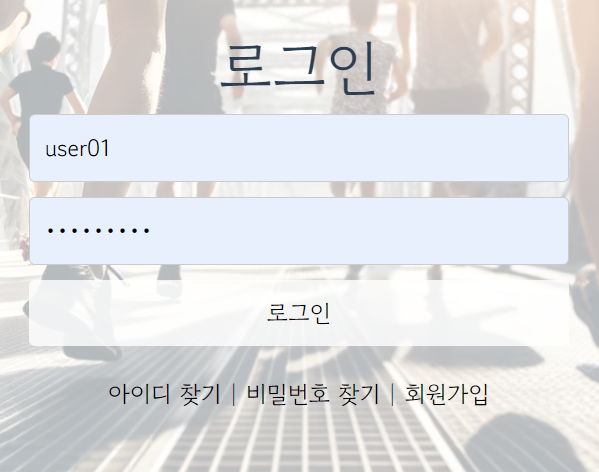 로그인
user01
•••••••••
로그인
아이디 찾기 | 비밀번호 찾기 | 회원가입